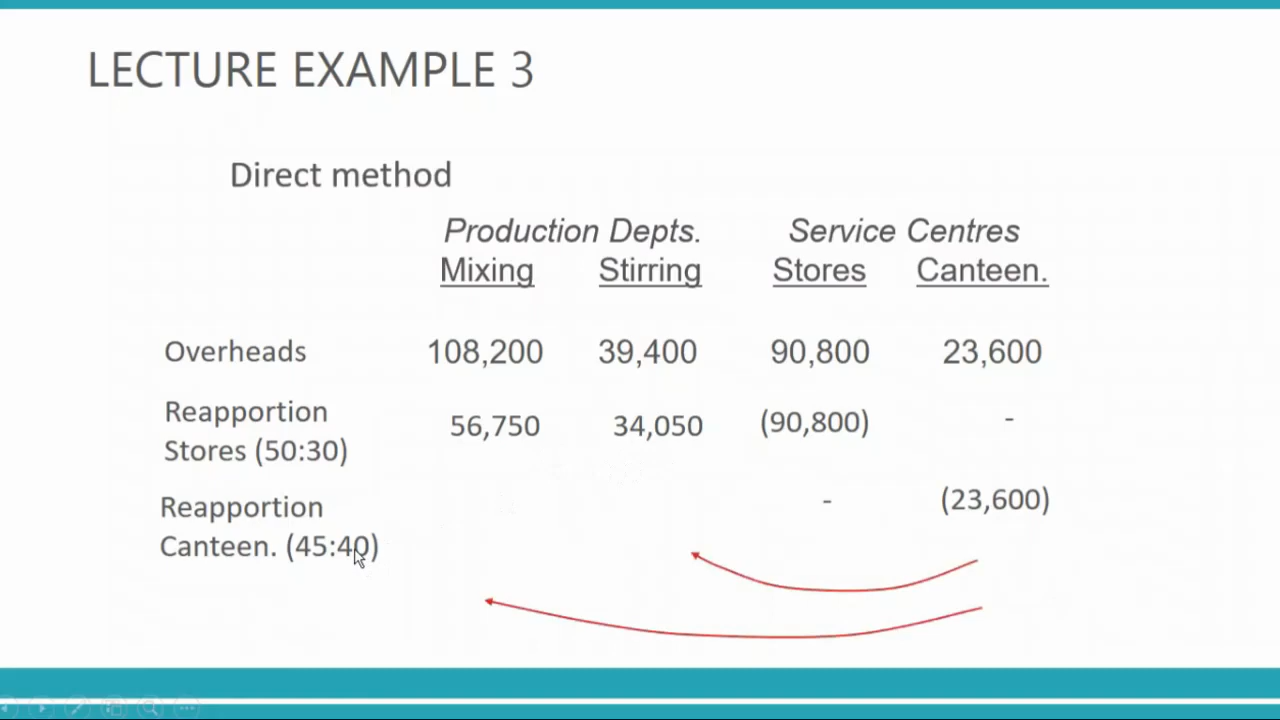 LECTURE EXAMPLE 3
Direct method
Production Depts. Service Centres
Mixing Stirring Stores Canteen.
Overheads 108,200 39,400 90,800 23,600
Reapportion
Stores (50:30) 56,750 34,050 (90,800) -
Reapportion
Canteen. (45:40) - (23,600)